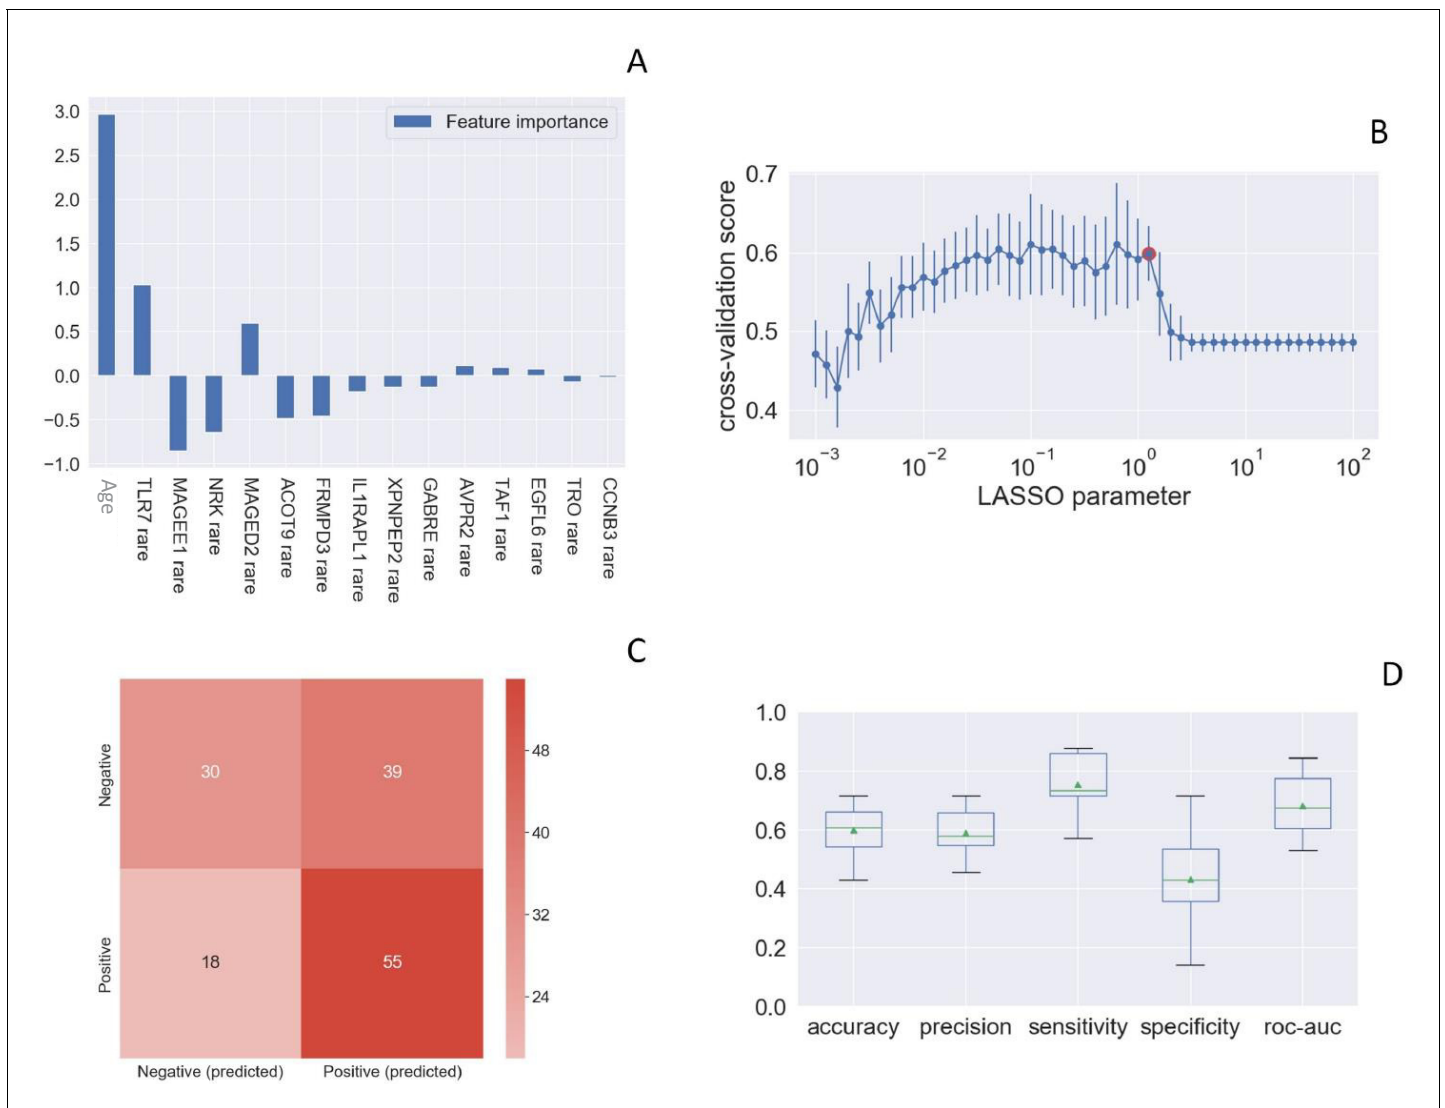 A
3.0
2.5
2.0
1.5
1.0
0.5
0.0
−0.5
−1.0
Feature importance
Age
TLR7 rare
MAGEE1 rare
NRK rare
MAGED2 rare
ACOT9 rare
FRMPD3 rare
IL1RAPL1 rare
XPNPEP2 rare
GABRE rare
AVPR2 rare
TAF1 rare
EGFL6 rare
TRO rare
CCNB3 rare
B
cross-validation score
0.7
0.6
0.5
0.4
10⁻³ 10⁻² 10⁻¹ 10⁰ 10¹ 10²
LASSO parameter
C
Negative
Positive
30 39
18 55
Negative (predicted) Positive (predicted)
48
40
32
24
D
1.0
0.8
0.6
0.4
0.2
0.0
accuracy precision sensitivity specificity roc-auc